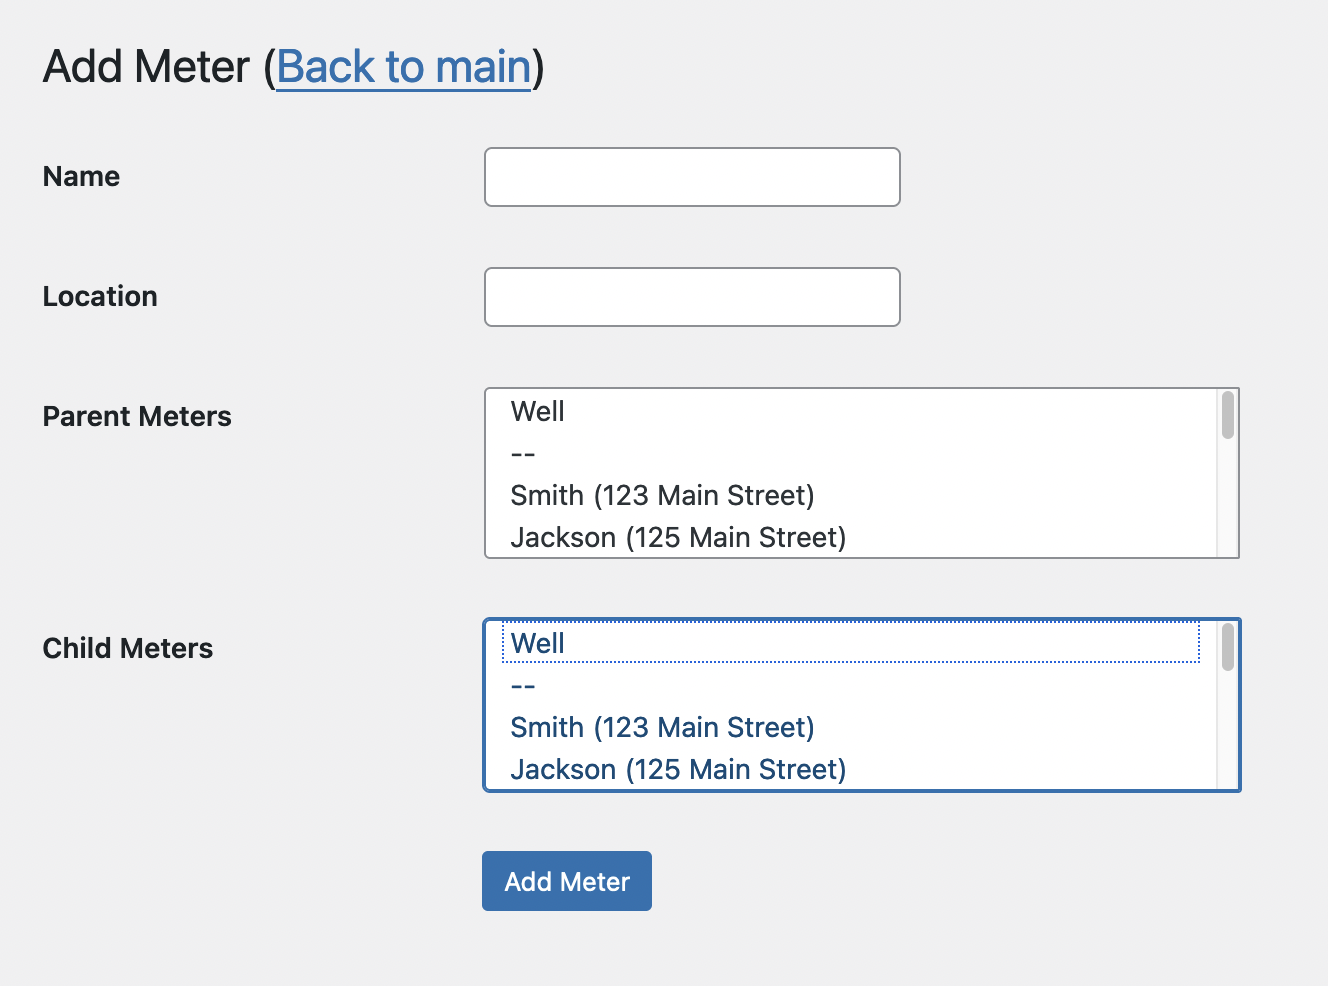 Add Meter (Back to main)
Name
Location
Parent Meters
Well
--
Smith (123 Main Street)
Jackson (125 Main Street)
Child Meters
Well
--
Smith (123 Main Street)
Jackson (125 Main Street)
Add Meter